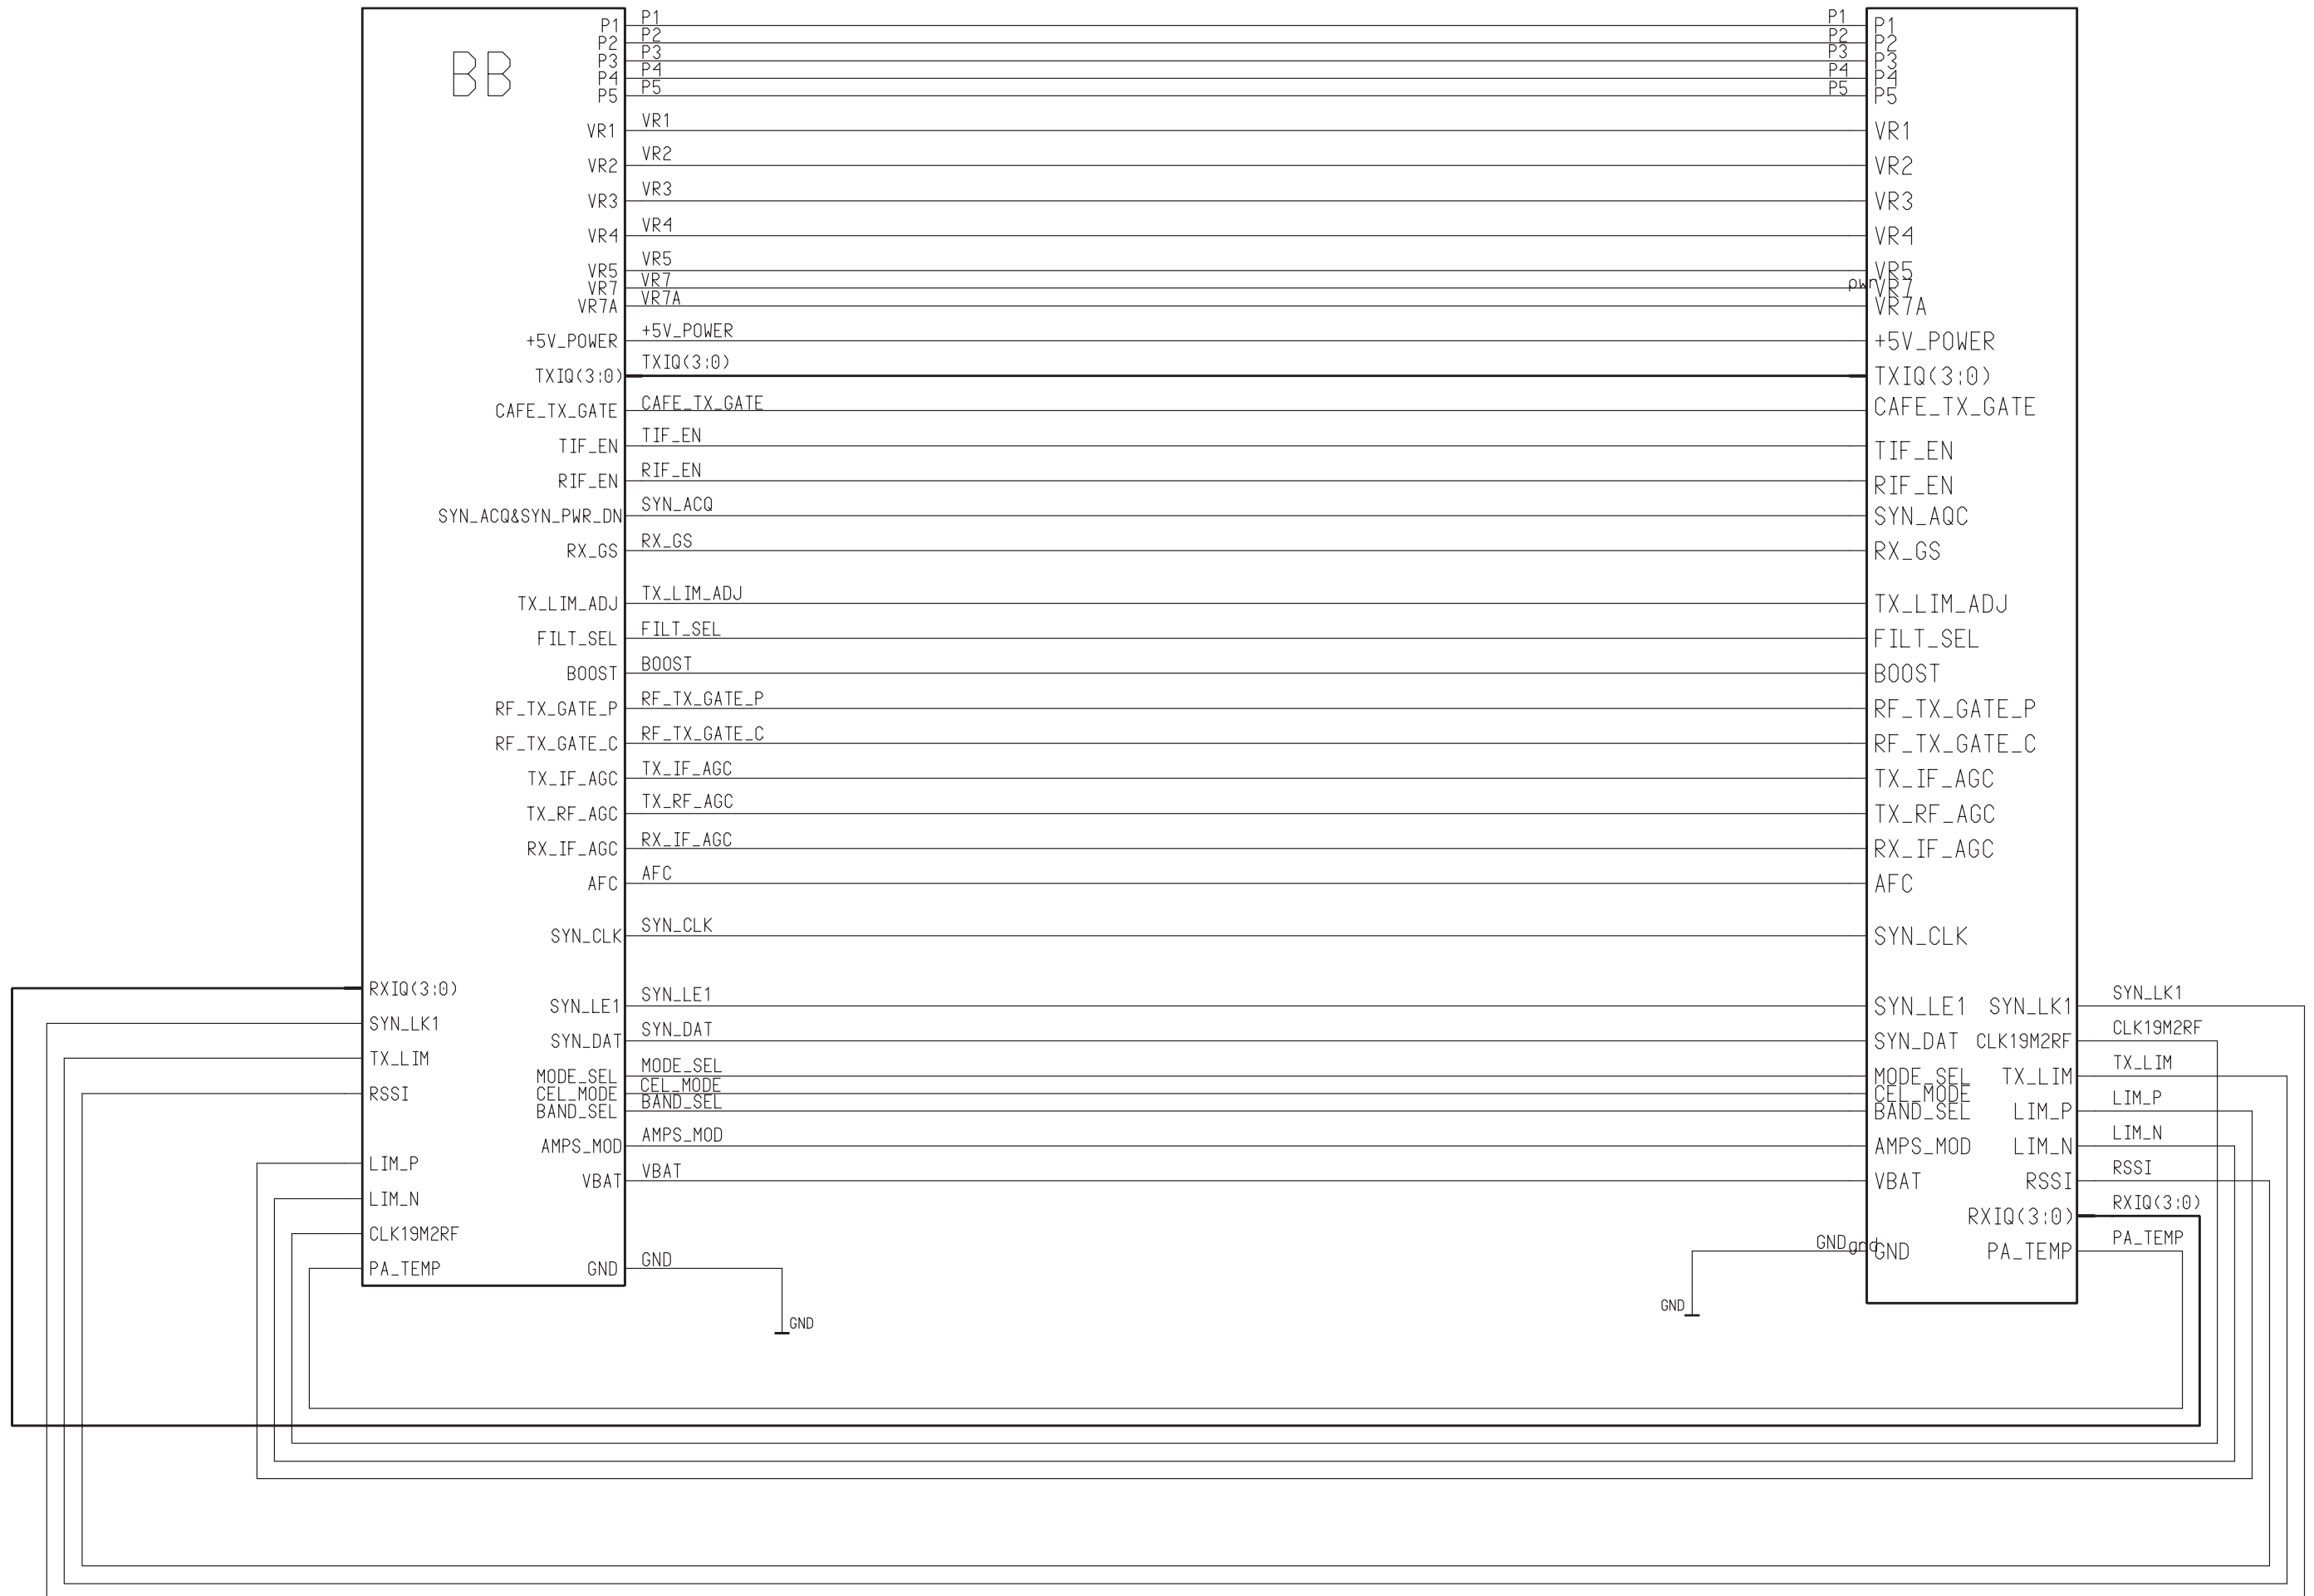 BB
P1 P1 P1 P1
P2 P2 P2 P2
P3 P3 P3 P3
P4 P4 P4 P4
P5 P5 P5 P5
VR1 VR1 VR1
VR2 VR2 VR2
VR3 VR3 VR3
VR4 VR4 VR4
VR5 VR5 VR5
VR7 VR7 pwr VR7
VR7A VR7A VR7A
+5V_POWER +5V_POWER +5V_POWER
TXIQ(3:0) TXIQ(3:0) TXIQ(3:0)
CAFE_TX_GATE CAFE_TX_GATE CAFE_TX_GATE
TIF_EN TIF_EN TIF_EN
RIF_EN RIF_EN RIF_EN
SYN_ACQ&SYN_PWR_DN SYN_ACQ SYN_AQC
RX_GS RX_GS RX_GS
TX_LIM_ADJ TX_LIM_ADJ TX_LIM_ADJ
FILT_SEL FILT_SEL FILT_SEL
BOOST BOOST BOOST
RF_TX_GATE_P RF_TX_GATE_P RF_TX_GATE_P
RF_TX_GATE_C RF_TX_GATE_C RF_TX_GATE_C
TX_IF_AGC TX_IF_AGC TX_IF_AGC
TX_RF_AGC TX_RF_AGC TX_RF_AGC
RX_IF_AGC RX_IF_AGC RX_IF_AGC
AFC AFC AFC
SYN_CLK SYN_CLK SYN_CLK
RXIQ(3:0)
SYN_LE1 SYN_LE1 SYN_LE1 SYN_LK1 SYN_LK1
SYN_LK1
SYN_DAT SYN_DAT SYN_DAT CLK19M2RF CLK19M2RF
TX_LIM
MODE_SEL MODE_SEL MODE_SEL TX_LIM TX_LIM
RSSI CEL_MODE CEL_MODE CEL_MODE
BAND_SEL BAND_SEL BAND_SEL LIM_P LIM_P
AMPS_MOD AMPS_MOD AMPS_MOD LIM_N LIM_N
LIM_P
VBAT VBAT VBAT RSSI RSSI
LIM_N
RXIQ(3:0) RXIQ(3:0)
CLK19M2RF
GND gnd GND PA_TEMP PA_TEMP
PA_TEMP GND GND
GND
GND